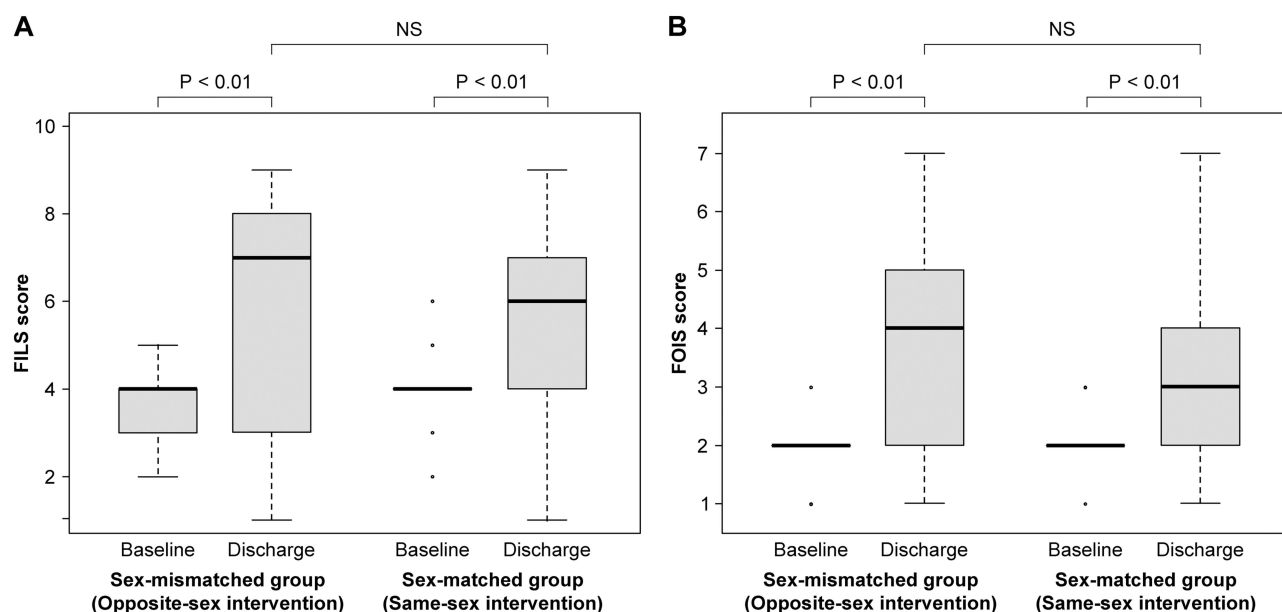 A
NS
P < 0.01
P < 0.01
10
8
6
4
2
FILS score
Baseline
Discharge
Baseline
Discharge
Sex-mismatched group
(Opposite-sex intervention)
Sex-matched group
(Same-sex intervention)
B
NS
P < 0.01
P < 0.01
7
6
5
4
3
2
1
FOIS score
Baseline
Discharge
Baseline
Discharge
Sex-mismatched group
(Opposite-sex intervention)
Sex-matched group
(Same-sex intervention)